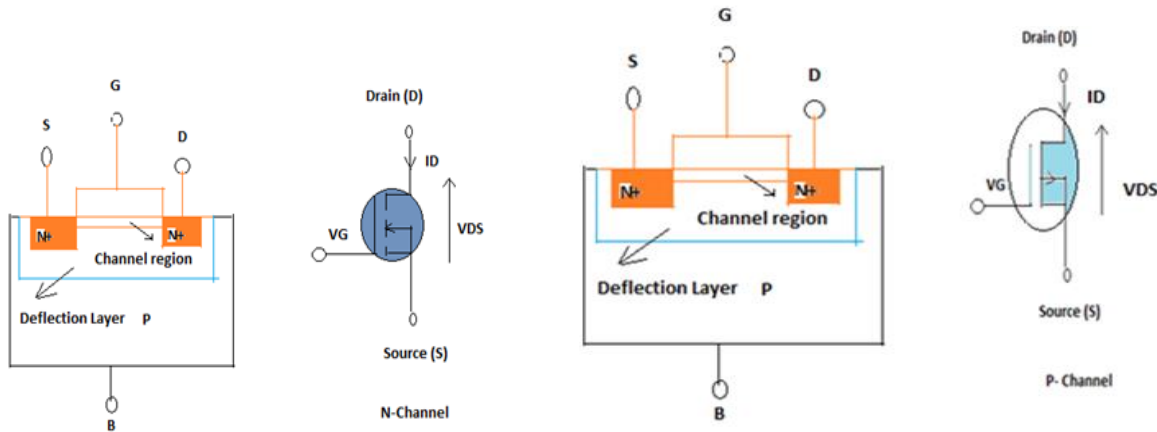 G
S
D
N+
N+
Channel region
Deflection Layer P
B
Drain (D)
ID
VG
VDS
Source (S)
N-Channel
G
S
D
N+
N+
Channel region
Deflection Layer P
B
Drain (D)
ID
VG
VDS
Source (S)
P- Channel